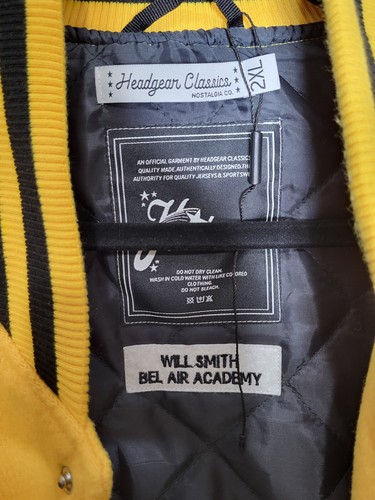 Headgear Classics
NOSTALGIA CO.
2XL
AN OFFICIAL GARMENT BY HEADGEAR CLASSICS
QUALITY MADE.AUTHENTICALLY DESIGNED.THE
AUTHORITY FOR QUALITY JERSEYS & SPORTSWEAR
DO NOT DRY CLEAN.
WASH IN COLD WATER WITH LIKE COLORED
CLOTHING.
DO NOT BLEACH.
WILL SMITH
BEL AIR ACADEMY